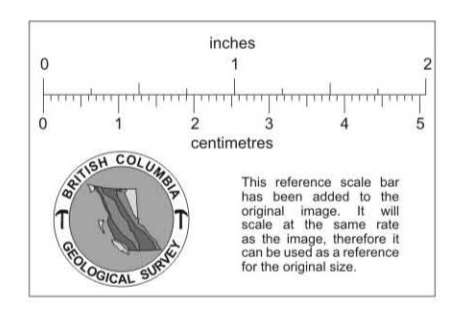 inches
0 1 2
0 1 2 3 4 5
centimetres
BRITISH COLUMBIA
GEOLOGICAL SURVEY
This reference scale bar
has been added to the
original image. It will
scale at the same rate
as the image, therefore it
can be used as a reference
for the original size.